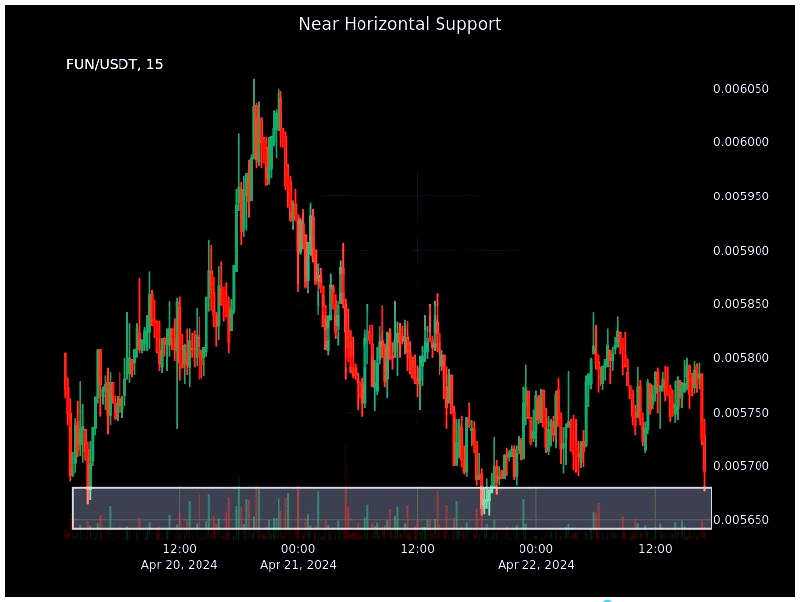 Near Horizontal Support
FUN/USDT, 15
0.006050
0.006000
0.005950
0.005900
0.005850
0.005800
0.005750
0.005700
0.005650
12:00
Apr 20, 2024
00:00
Apr 21, 2024
12:00
00:00
Apr 22, 2024
12:00